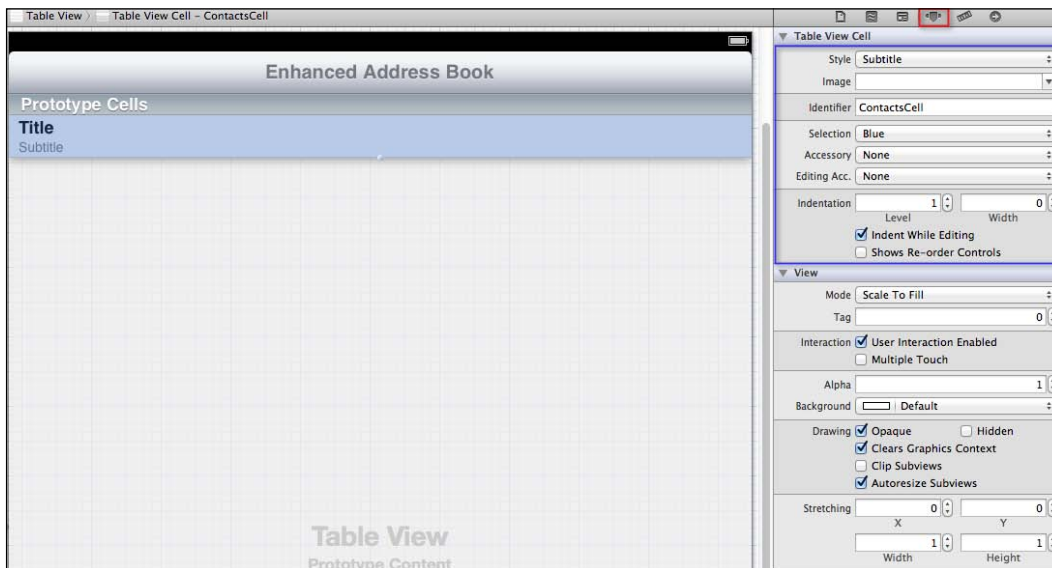 Table View
Table View Cell – ContactsCell
Enhanced Address Book
Prototype Cells
Title
Subtitle
Table View
Prototype Content
Table View Cell
Style Subtitle
Image
Identifier ContactsCell
Selection Blue
Accessory None
Editing Acc. None
Indentation 1 0
Level Width
Indent While Editing
Shows Re-order Controls
View
Mode Scale To Fill
Tag 0
Interaction User Interaction Enabled
Multiple Touch
Alpha 1
Background Default
Drawing Opaque Hidden
Clears Graphics Context
Clip Subviews
Autoresize Subviews
Stretching 0 0
X Y
1 1
Width Height